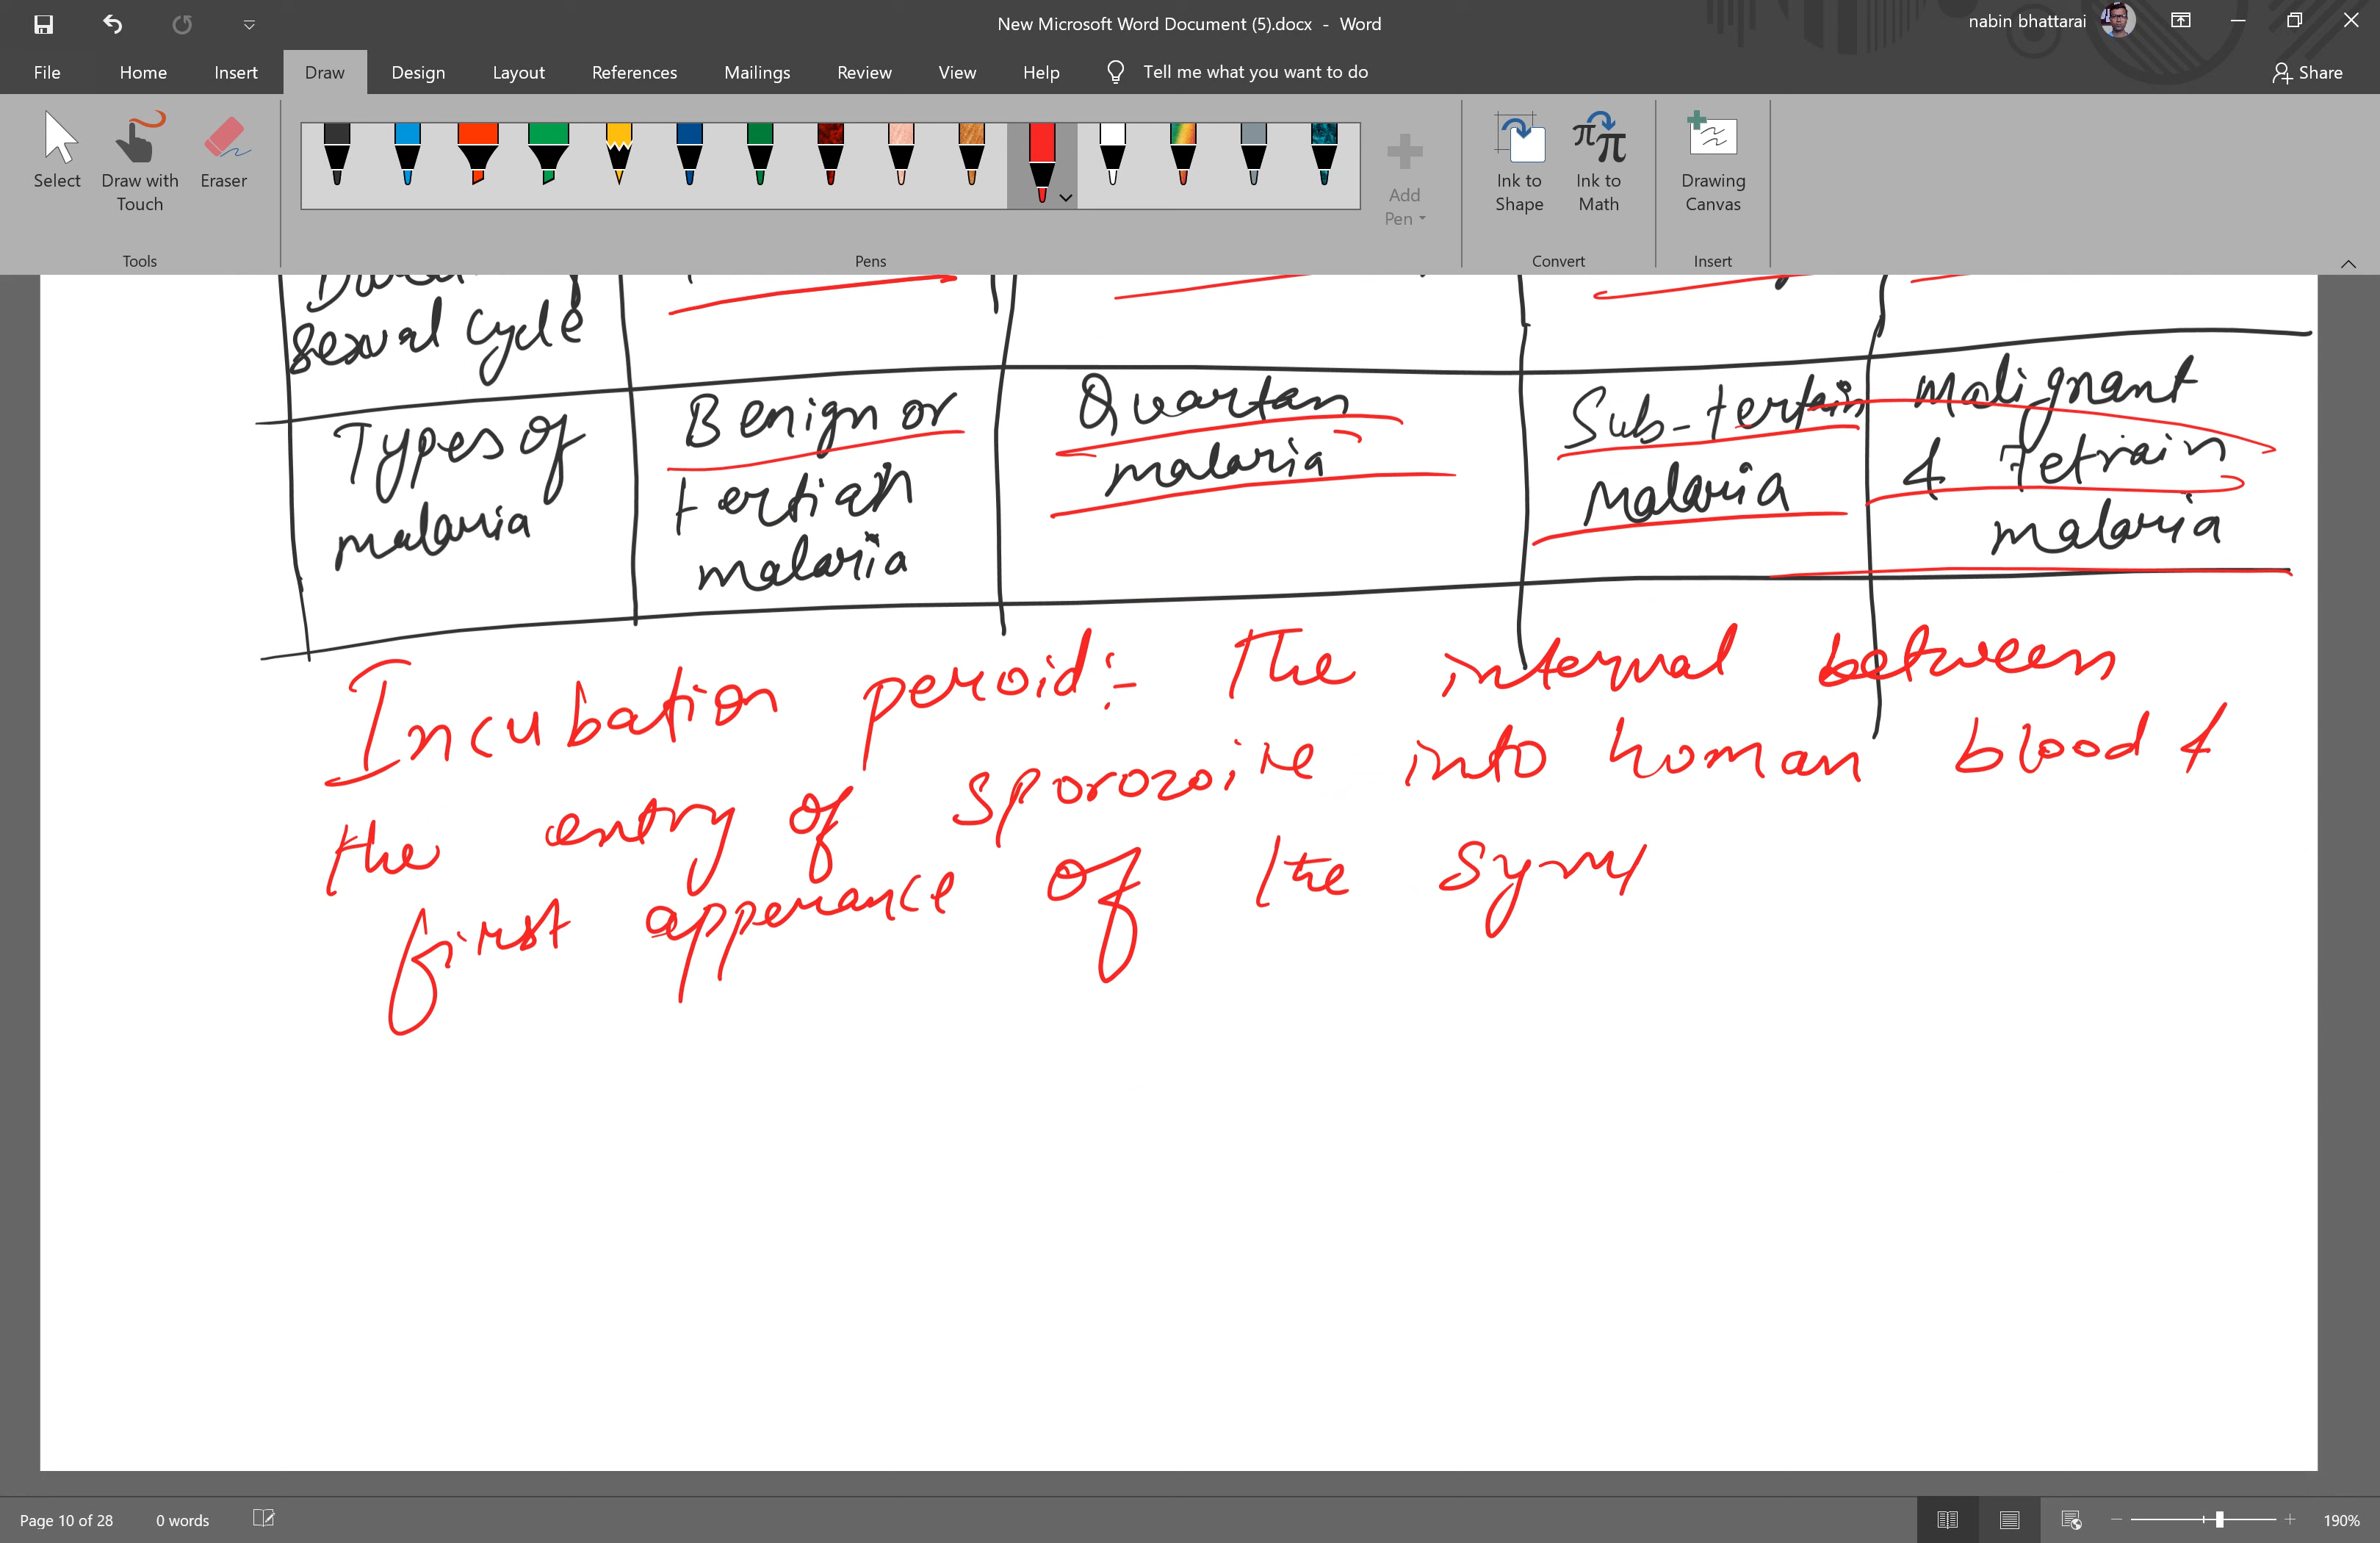 New Microsoft Word Document (5).docx - Word
nabin bhattarai
File Home Insert Draw Design Layout References Mailings Review View Help Tell me what you want to do Share
Select Draw with Touch Eraser
Add Pen
Ink to Shape Ink to Math
Drawing Canvas
Tools Pens Convert Insert
sexual cycle
Types of malaria
Benign or tertian malaria
Quartan malaria
Sub-tertain malaria
Malignant & Tetrain malaria
Incubation peroid:- The interval between
the entry of sporozoite into human blood &
first apperance of the sym
Page 10 of 28 0 words 190%